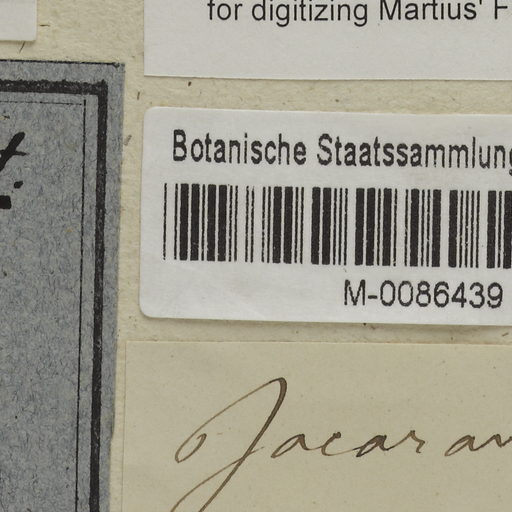 for digitizing Martius' F
Botanische Staatssammlung
M-0086439
Jacaran